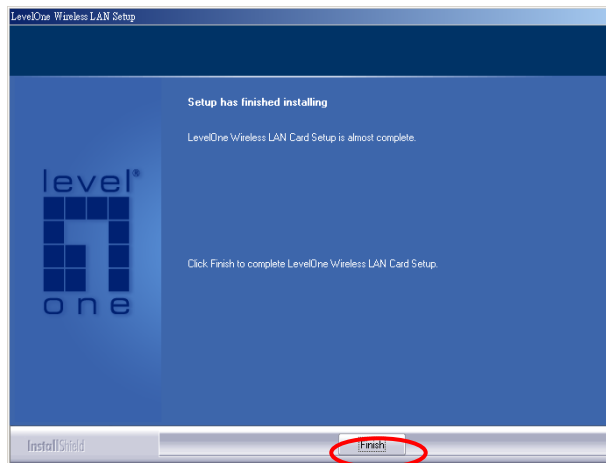 LevelOne Wireless LAN Setup
Setup has finished installing
LevelOne Wireless LAN Card Setup is almost complete.
level®
one
Click Finish to complete LevelOne Wireless LAN Card Setup.
InstallShield
Finish